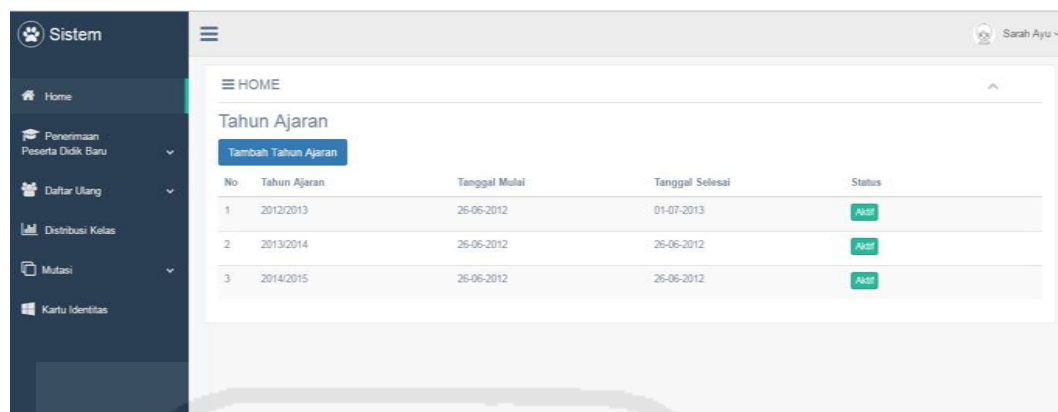 Sistem
Sarah Ayu
Home
Penerimaan
Peserta Didik Baru
Daftar Ulang
Distribusi Kelas
Mutasi
Kartu Identitas
HOME
Tahun Ajaran
Tambah Tahun Ajaran
No Tahun Ajaran Tanggal Mulai Tanggal Selesai Status
1 2012/2013 26-06-2012 01-07-2013 Aktif
2 2013/2014 26-06-2012 26-06-2012 Aktif
3 2014/2015 26-06-2012 26-06-2012 Aktif